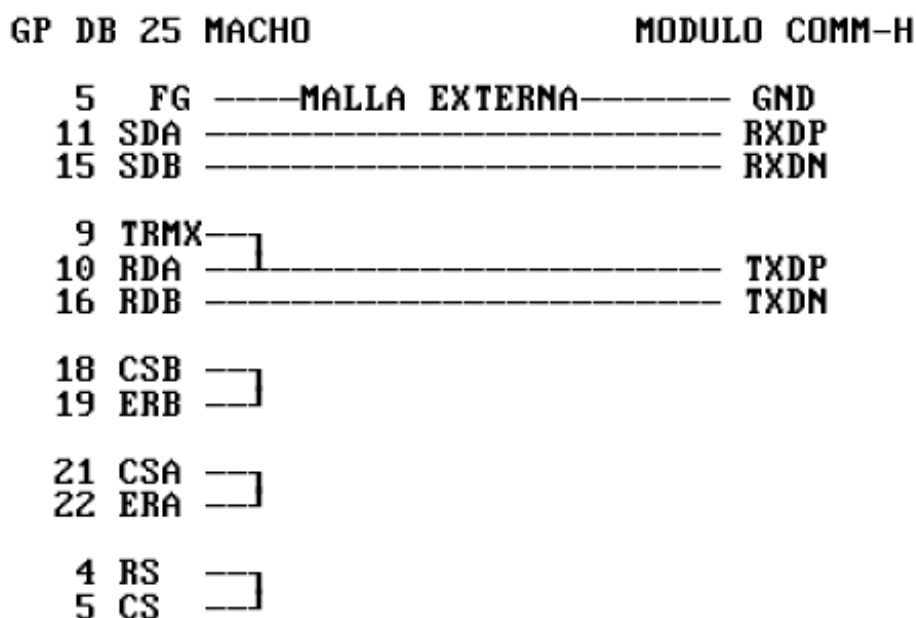 GP DB 25 MACHO MODULO COMM-H
5 FG ----MALLA EXTERNA------- GND
11 SDA ------------------------ RXDP
15 SDB ------------------------ RXDN
9 TRMX--┐
10 RDA --┘--------------------- TXDP
16 RDB ------------------------ TXDN
18 CSB --┐
19 ERB --┘
21 CSA --┐
22 ERA --┘
4 RS --┐
5 CS --┘